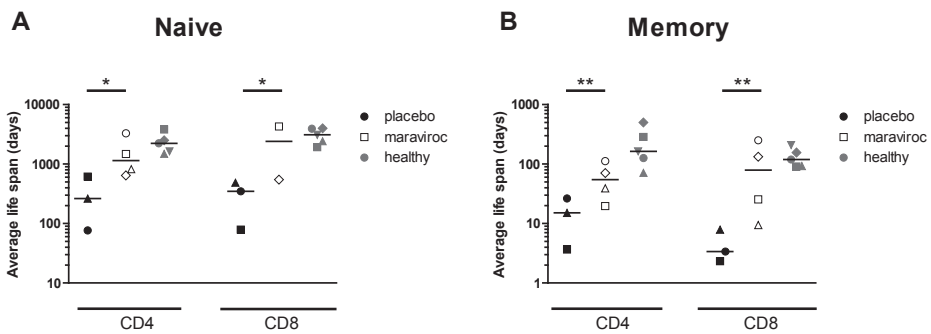 A
Naive
*
*
Average life span (days)
10000
1000
100
10
CD4
CD8
placebo
maraviroc
healthy
B
Memory
**
**
Average life span (days)
1000
100
10
1
CD4
CD8
placebo
maraviroc
healthy